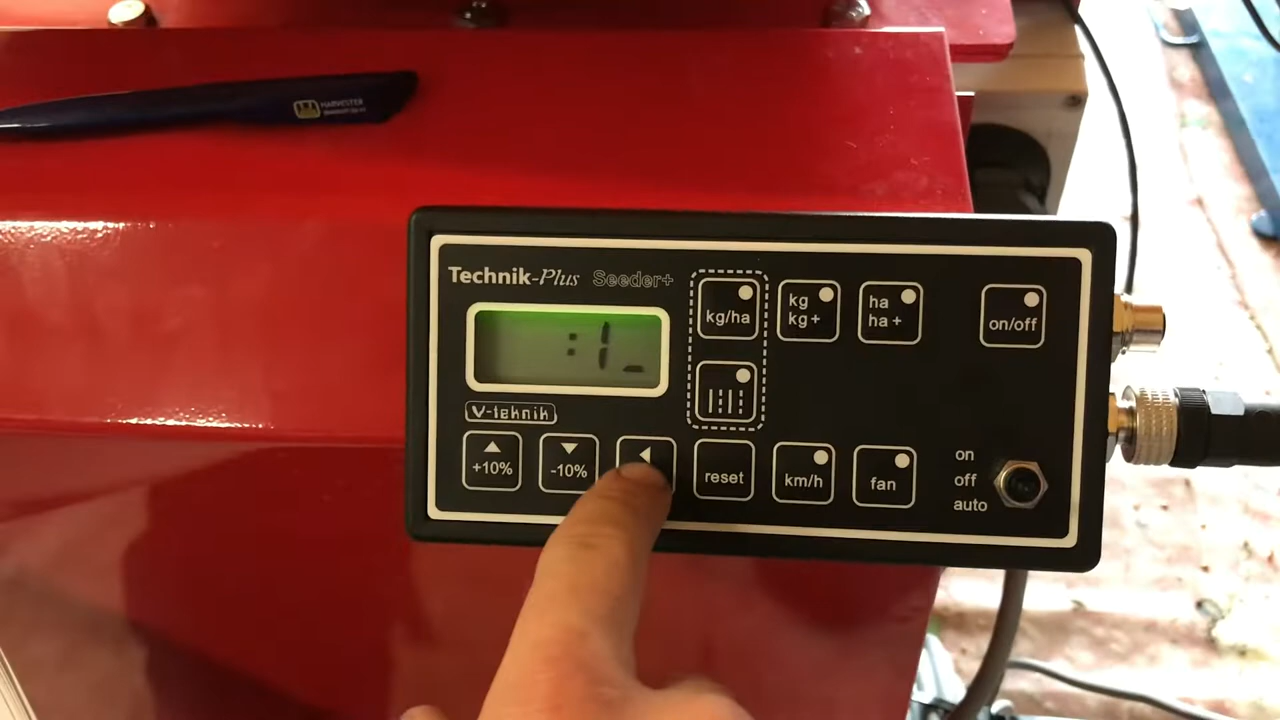 HARVESTER
Technik-Plus Seeder+
:1_
V-tehnik
kg/ha
kg
kg+
ha
ha+
on/off
+10%
-10%
reset
km/h
fan
on
off
auto